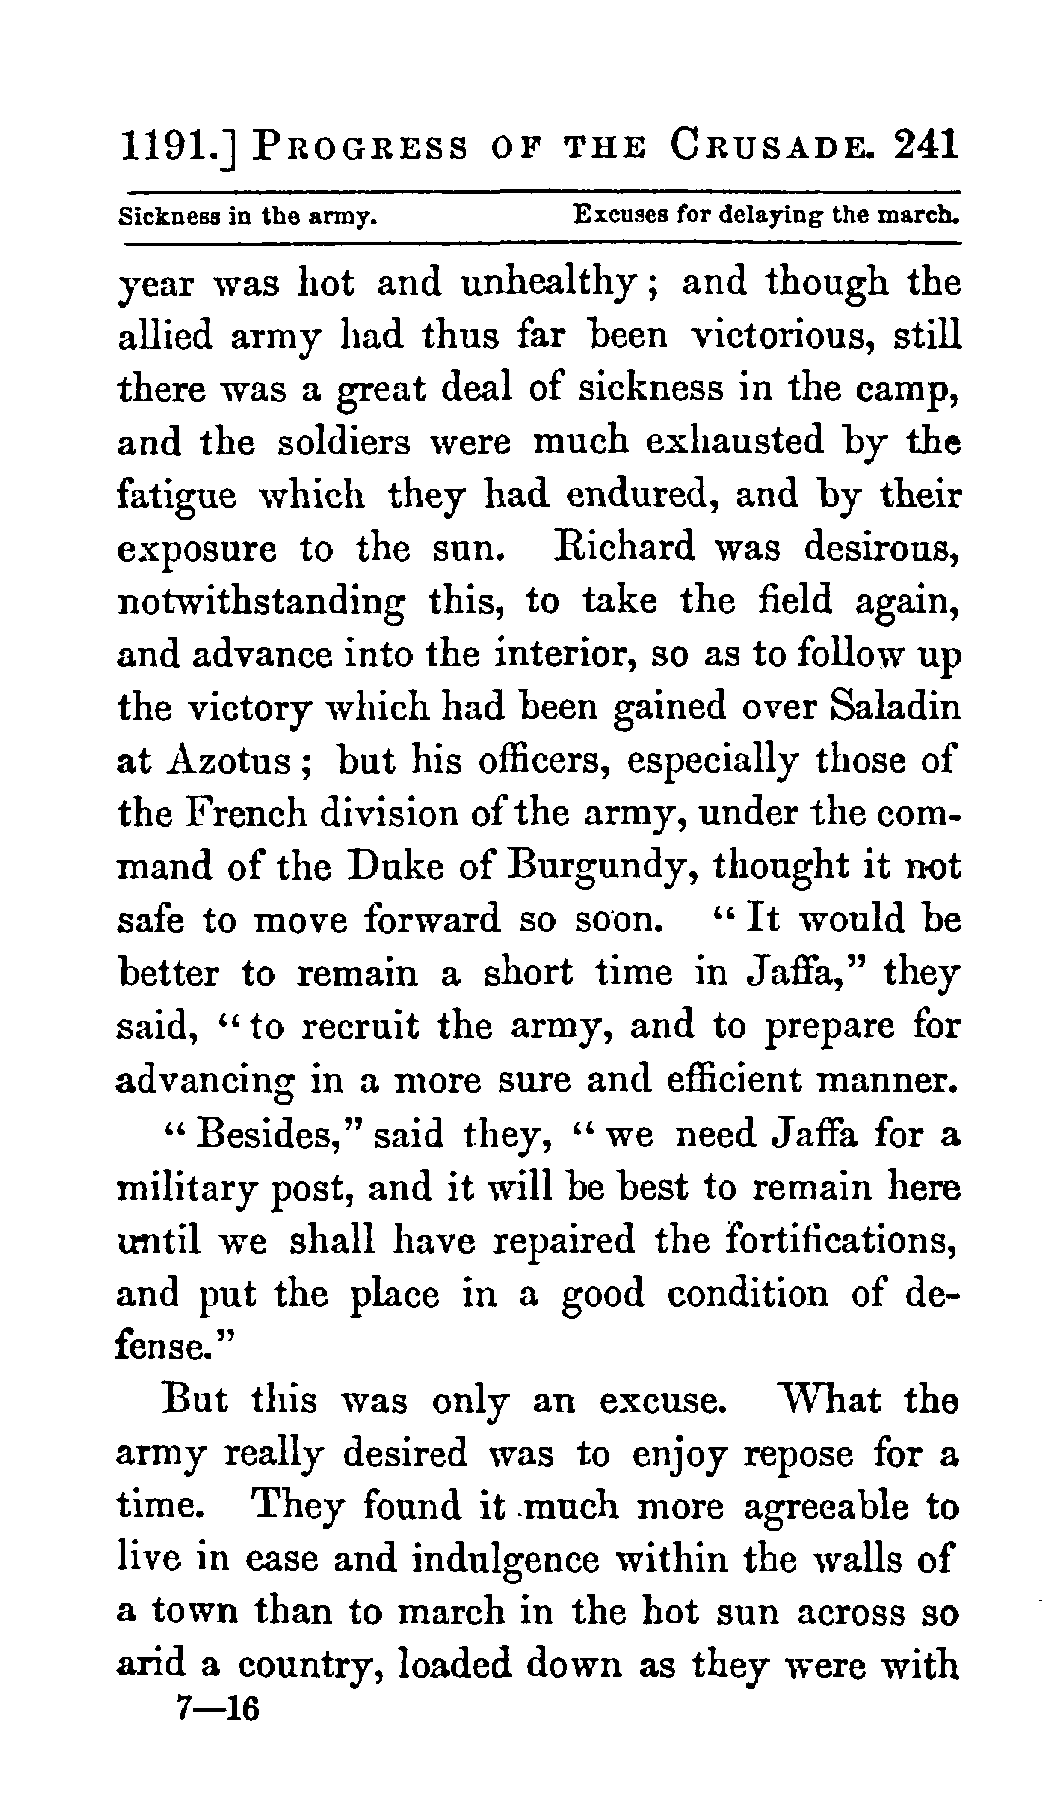 1191.] PROGRESS OF THE CRUSADE. 241
Sickness in the army. Excuses for delaying the march.
year was hot and unhealthy; and though the
allied army had thus far been victorious, still
there was a great deal of sickness in the camp,
and the soldiers were much exhausted by the
fatigue which they had endured, and by their
exposure to the sun. Richard was desirous,
notwithstanding this, to take the field again,
and advance into the interior, so as to follow up
the victory which had been gained over Saladin
at Azotus; but his officers, especially those of
the French division of the army, under the com-
mand of the Duke of Burgundy, thought it not
safe to move forward so soon. “It would be
better to remain a short time in Jaffa,” they
said, “to recruit the army, and to prepare for
advancing in a more sure and efficient manner.
“Besides,” said they, “we need Jaffa for a
military post, and it will be best to remain here
until we shall have repaired the fortifications,
and put the place in a good condition of de-
fense.”
But this was only an excuse. What the
army really desired was to enjoy repose for a
time. They found it much more agreeable to
live in ease and indulgence within the walls of
a town than to march in the hot sun across so
arid a country, loaded down as they were with
7—16